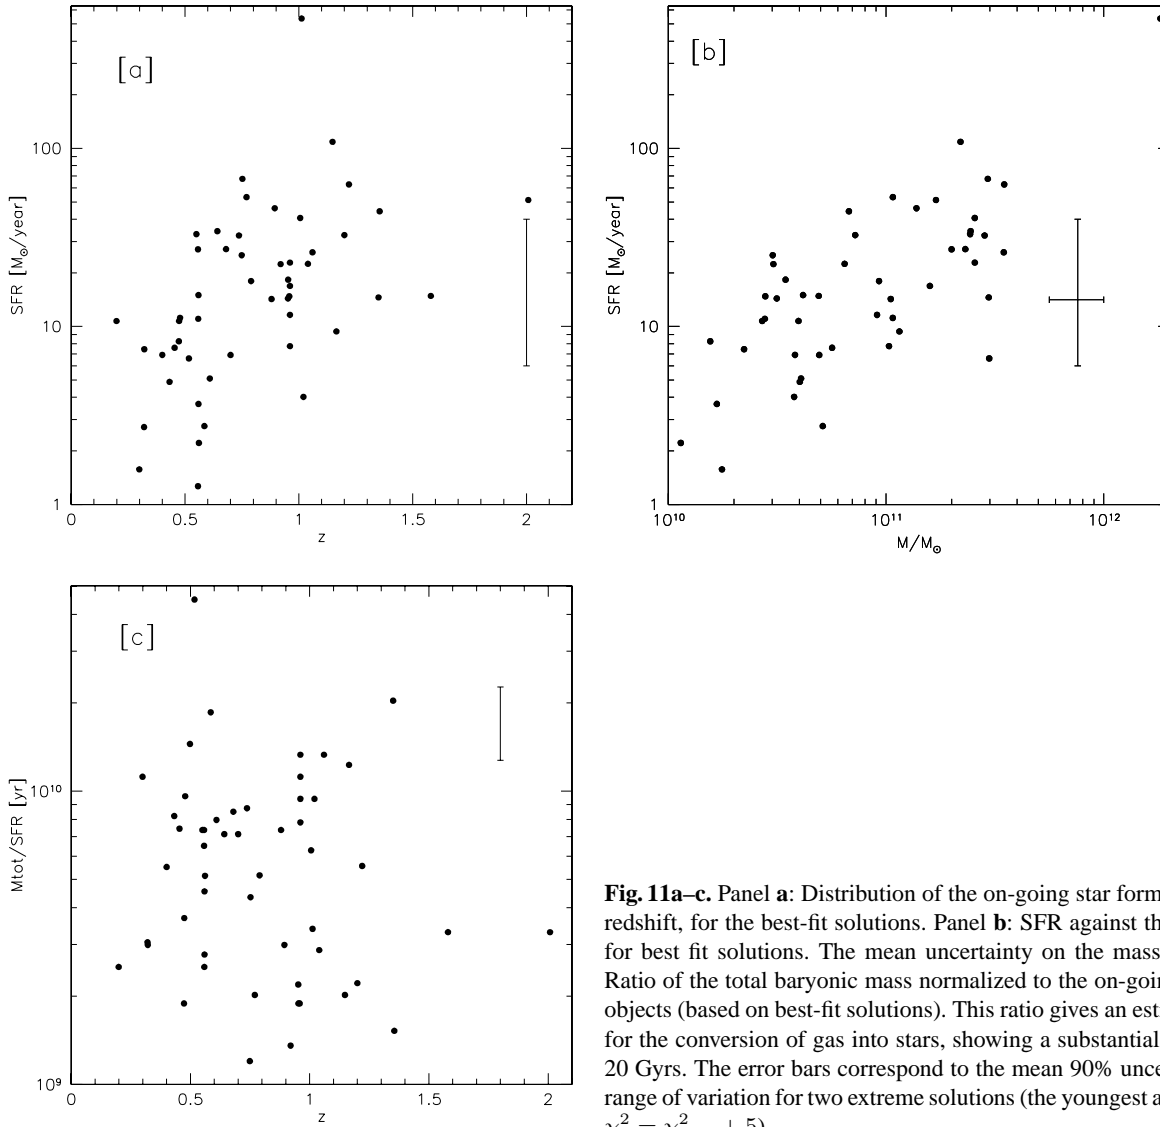 [a]
100
10
1
SFR [M⊙/year]
0 0.5 1 1.5 2
z
[b]
100
10
1
SFR [M⊙/year]
10¹⁰ 10¹¹ 10¹²
M/M⊙
[c]
10¹⁰
10⁹
Mtot/SFR [yr]
0 0.5 1 1.5 2
z
Fig. 11a–c. Panel a: Distribution of the on-going star form
redshift, for the best-fit solutions. Panel b: SFR against th
for best fit solutions. The mean uncertainty on the mass
Ratio of the total baryonic mass normalized to the on-goin
objects (based on best-fit solutions). This ratio gives an est
for the conversion of gas into stars, showing a substantial
20 Gyrs. The error bars correspond to the mean 90% unce
range of variation for two extreme solutions (the youngest a
χ² = χ² + 5)